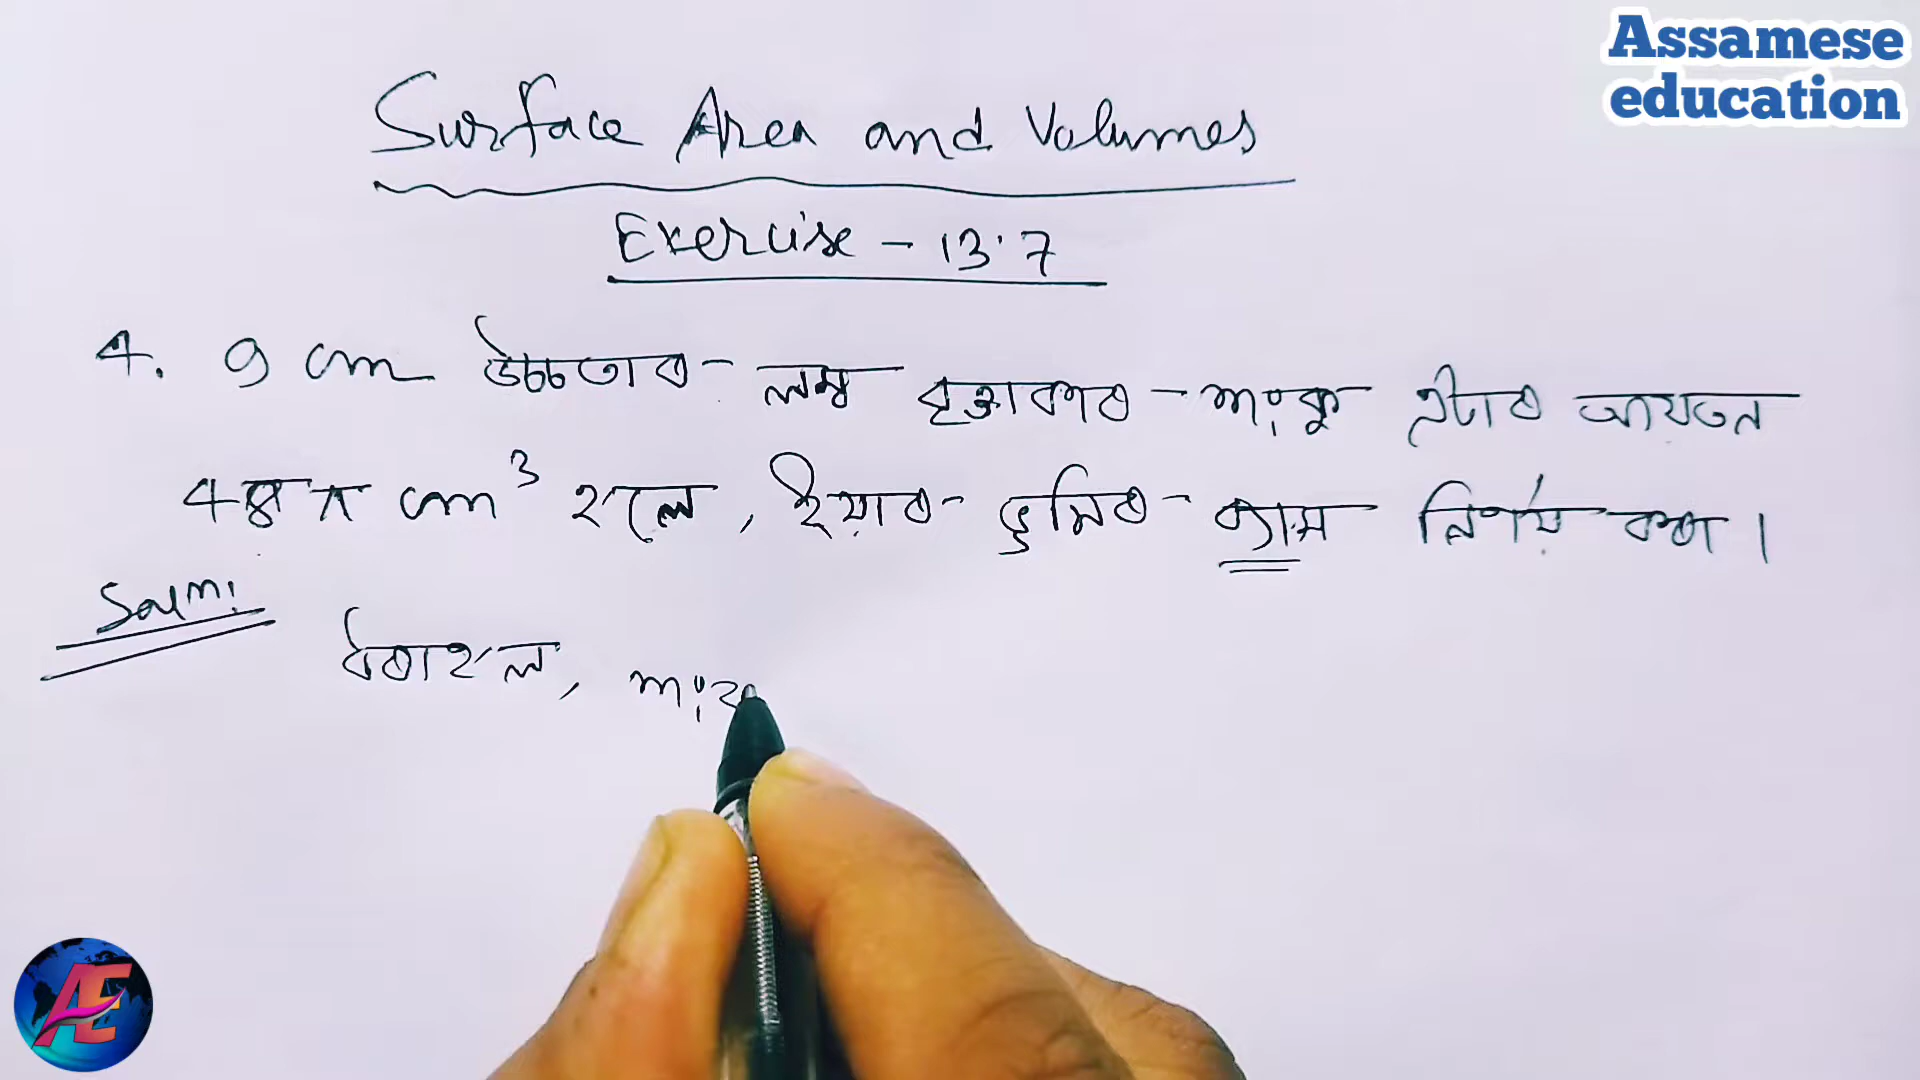 Assamese
education
Surface Area and Volumes
Exercise - 13.7
4. 9 cm উচ্চতাৰ লম্ব বৃত্তাকাৰ শংকু এটাৰ আয়তন
48 π cm³ হ'লে, ইয়াৰ ভূমিৰ ব্যাস নিৰ্ণয় কৰা।
Solⁿ:
ধৰাহ'ল,
AE